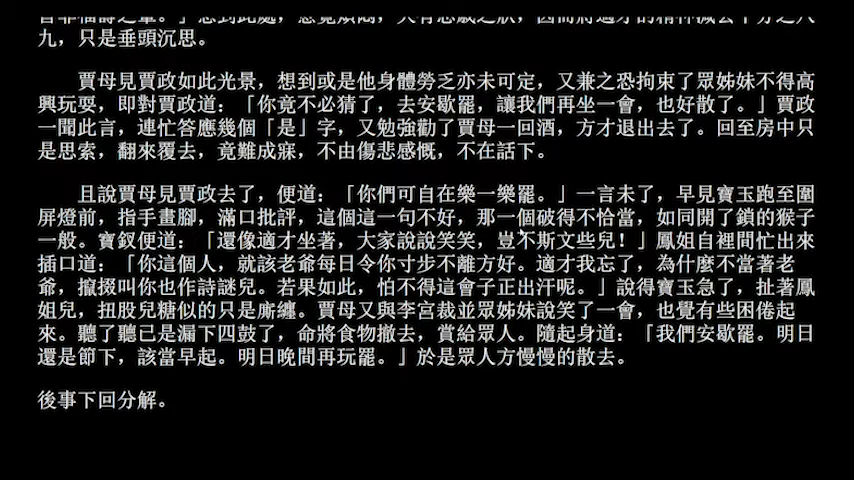 九，只是垂頭沉思。
賈母見賈政如此光景，想到或是他身體勞乏亦未可定，又兼之恐拘束了眾姊妹不得高
興玩耍，即對賈政道：「你竟不必猜了，去安歇罷，讓我們再坐一會，也好散了。」賈政
一聞此言，連忙答應幾個「是」字，又勉強勸了賈母一回酒，方才退出去了。回至房中只
是思索，翻來覆去，竟難成寐，不由傷悲感慨，不在話下。
且說賈母見賈政去了，便道：「你們可自在樂一樂罷。」一言未了，早見寶玉跑至圍
屏燈前，指手畫腳，滿口批評，這個這一句不好，那一個破得不恰當，如同開了鎖的猴子
一般。寶釵便道：「還像適才坐著，大家說說笑笑，豈不斯文些兒！」鳳姐自裡間忙出來
插口道：「你這個人，就該老爺每日令你寸步不離方好。適才我忘了，為什麼不當著老
爺，攛掇叫你也作詩謎兒。若果如此，怕不得這會子正出汗呢。」說得寶玉急了，扯著鳳
姐兒，扭股兒糖似的只是廝纏。賈母又與李宮裁並眾姊妹說笑了一會，也覺有些困倦起
來。聽了聽已是漏下四鼓了，命將食物撤去，賞給眾人。隨起身道：「我們安歇罷。明日
還是節下，該當早起。明日晚間再玩罷。」於是眾人方慢慢的散去。
後事下回分解。